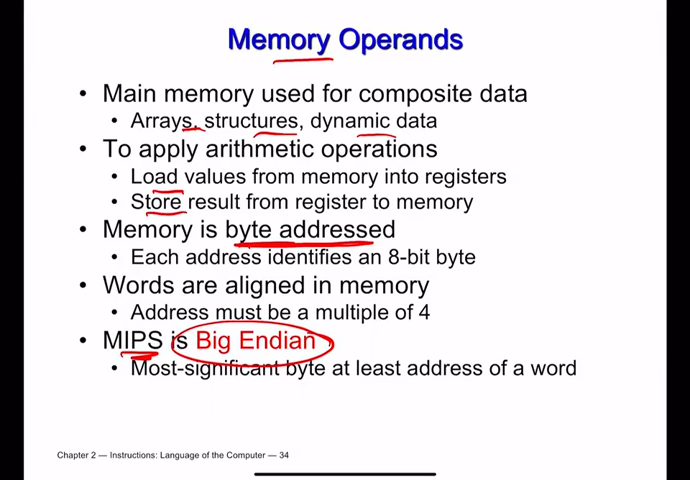 Memory Operands
• Main memory used for composite data
• Arrays, structures, dynamic data
• To apply arithmetic operations
• Load values from memory into registers
• Store result from register to memory
• Memory is byte addressed
• Each address identifies an 8-bit byte
• Words are aligned in memory
• Address must be a multiple of 4
• MIPS is Big Endian
• Most-significant byte at least address of a word
Chapter 2 — Instructions: Language of the Computer — 34